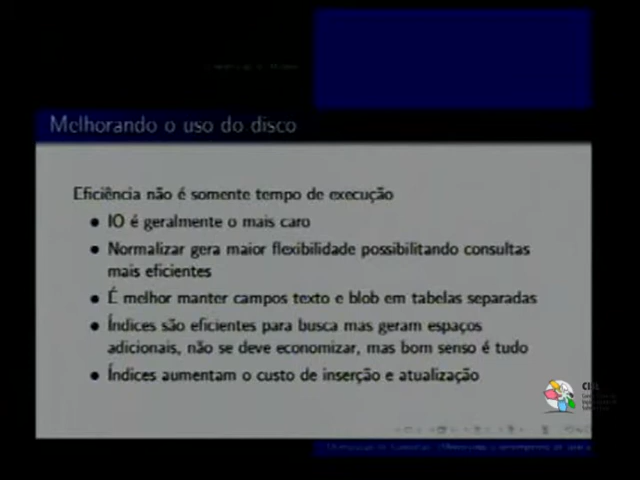 Melhorando o uso do disco
Eficiência não é somente tempo de execução
• IO é geralmente o mais caro
• Normalizar gera maior flexibilidade possibilitando consultas
mais eficientes
• É melhor manter campos texto e blob em tabelas separadas
• Índices são eficientes para busca mas geram espaços
adicionais, não se deve economizar, mas bom senso é tudo
• Índices aumentam o custo de inserção e atualização